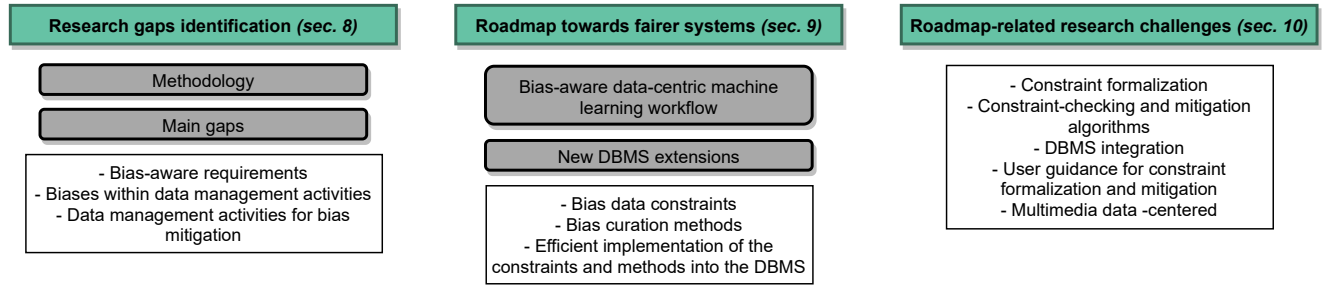 Research gaps identification (sec. 8)
Methodology
Main gaps
- Bias-aware requirements
- Biases within data management activities
- Data management activities for bias
mitigation
Roadmap towards fairer systems (sec. 9)
Bias-aware data-centric machine
learning workflow
New DBMS extensions
- Bias data constraints
- Bias curation methods
- Efficient implementation of the
constraints and methods into the DBMS
Roadmap-related research challenges (sec. 10)
- Constraint formalization
- Constraint-checking and mitigation
algorithms
- DBMS integration
- User guidance for constraint
formalization and mitigation
- Multimedia data -centered